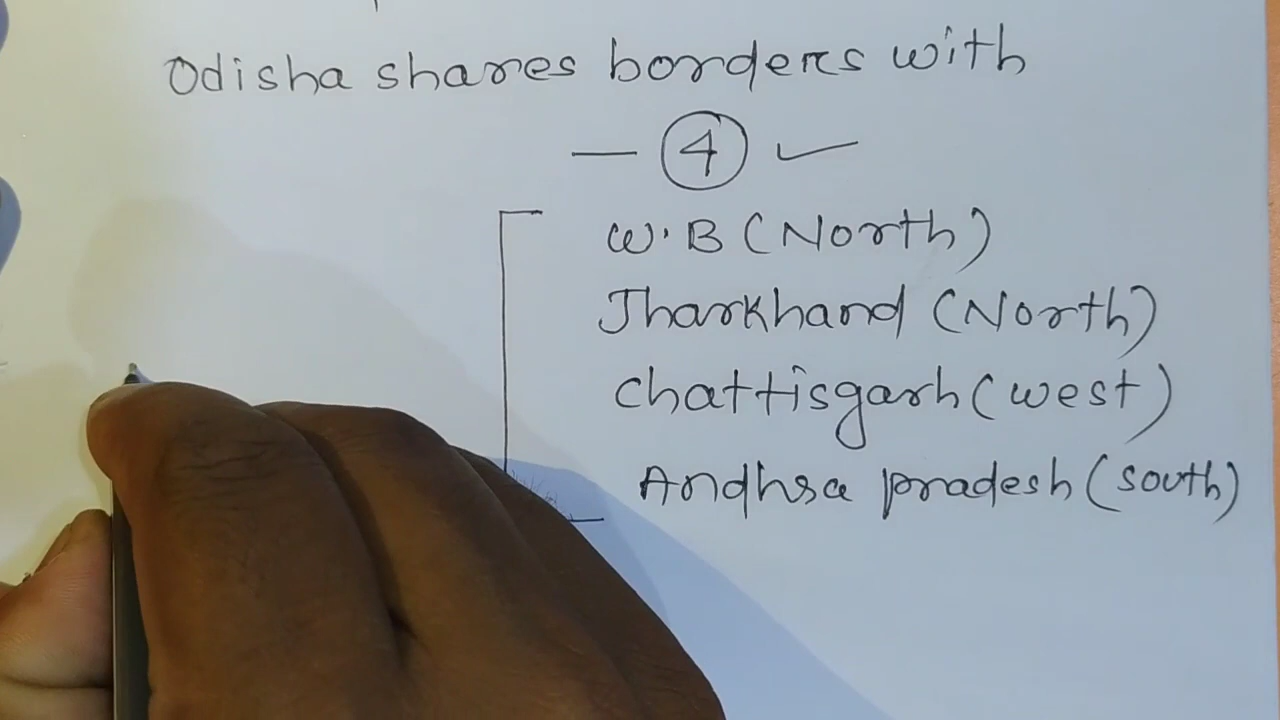 Odisha shares borders with
— 4 ✓
W.B (North)
Jharkhand (North)
Chattisgarh (west)
Andhra pradesh (south)